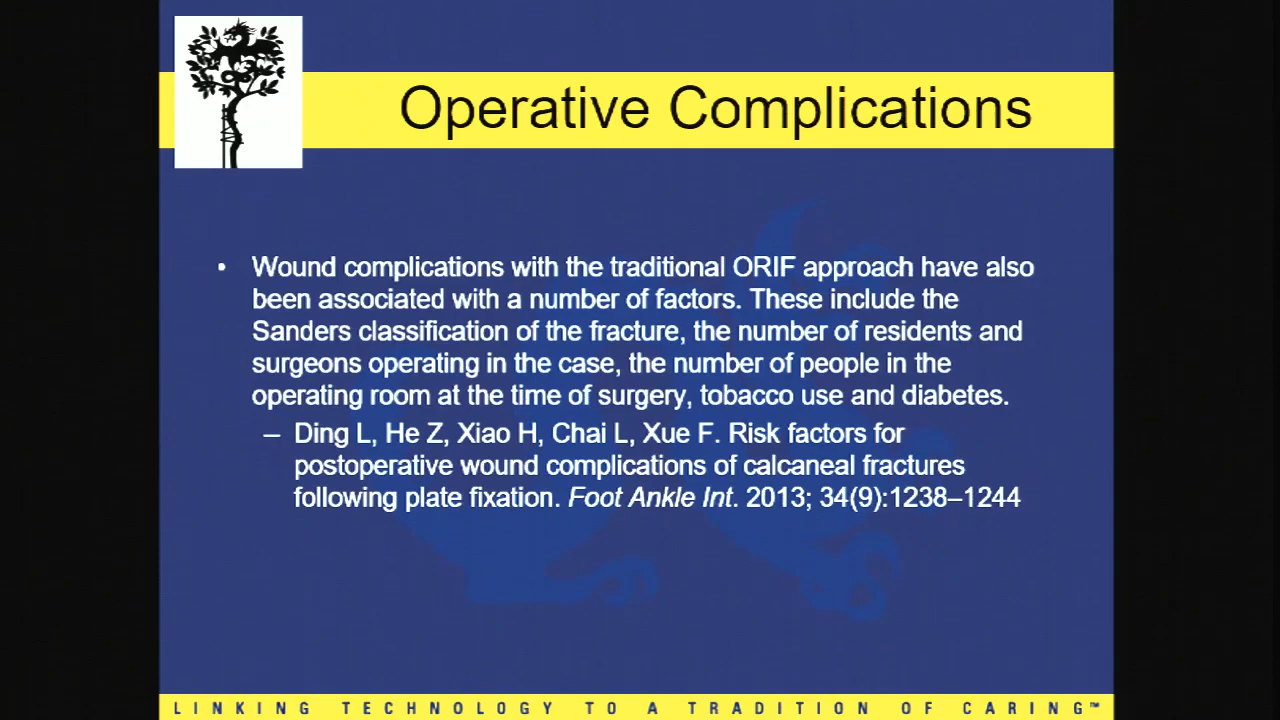 Operative Complications
• Wound complications with the traditional ORIF approach have also
been associated with a number of factors. These include the
Sanders classification of the fracture, the number of residents and
surgeons operating in the case, the number of people in the
operating room at the time of surgery, tobacco use and diabetes.
– Ding L, He Z, Xiao H, Chai L, Xue F. Risk factors for
postoperative wound complications of calcaneal fractures
following plate fixation. Foot Ankle Int. 2013; 34(9):1238–1244
LINKING TECHNOLOGY TO A TRADITION OF CARING™